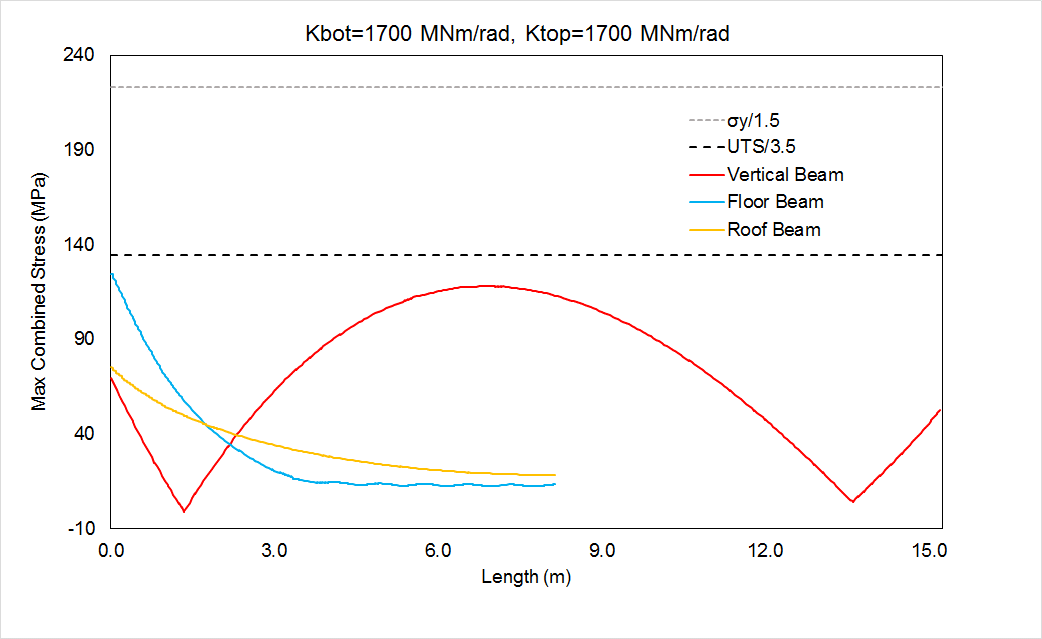 Kbot=1700 MNm/rad, Ktop=1700 MNm/rad
240
190
140
90
40
-10
Max Combined Stress (MPa)
σy/1.5
UTS/3.5
Vertical Beam
Floor Beam
Roof Beam
0.0 3.0 6.0 9.0 12.0 15.0
Length (m)